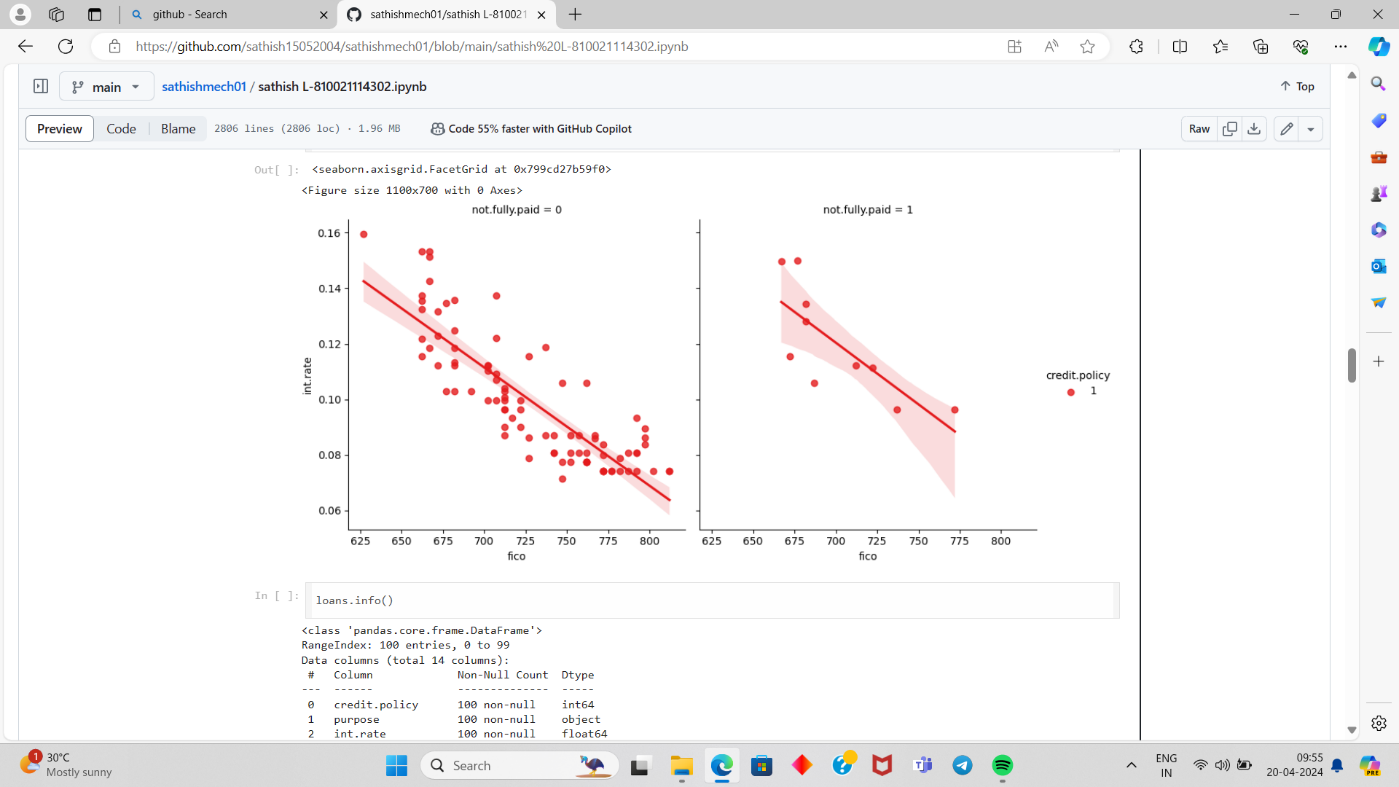 github - Search
sathishmech01/sathish L-810021
https://github.com/sathish15052004/sathishmech01/blob/main/sathish%20L-810021114302.ipynb
main
sathishmech01 / sathish L-810021114302.ipynb
Top
Preview Code Blame 2806 lines (2806 loc) · 1.96 MB Code 55% faster with GitHub Copilot Raw
Out[ ]: <seaborn.axisgrid.FacetGrid at 0x799cd27b59f0>
<Figure size 1100x700 with 0 Axes>
not.fully.paid = 0 not.fully.paid = 1
0.16
0.14
0.12
0.10
0.08
0.06
int.rate
credit.policy
1
625 650 675 700 725 750 775 800 625 650 675 700 725 750 775 800
fico fico
In [ ]: loans.info()
<class 'pandas.core.frame.DataFrame'>
RangeIndex: 100 entries, 0 to 99
Data columns (total 14 columns):
# Column Non-Null Count Dtype
--- ------ -------------- -----
0 credit.policy 100 non-null int64
1 purpose 100 non-null object
2 int.rate 100 non-null float64
1 30°C
Mostly sunny
Search
ENG
IN
09:55
20-04-2024
PRE